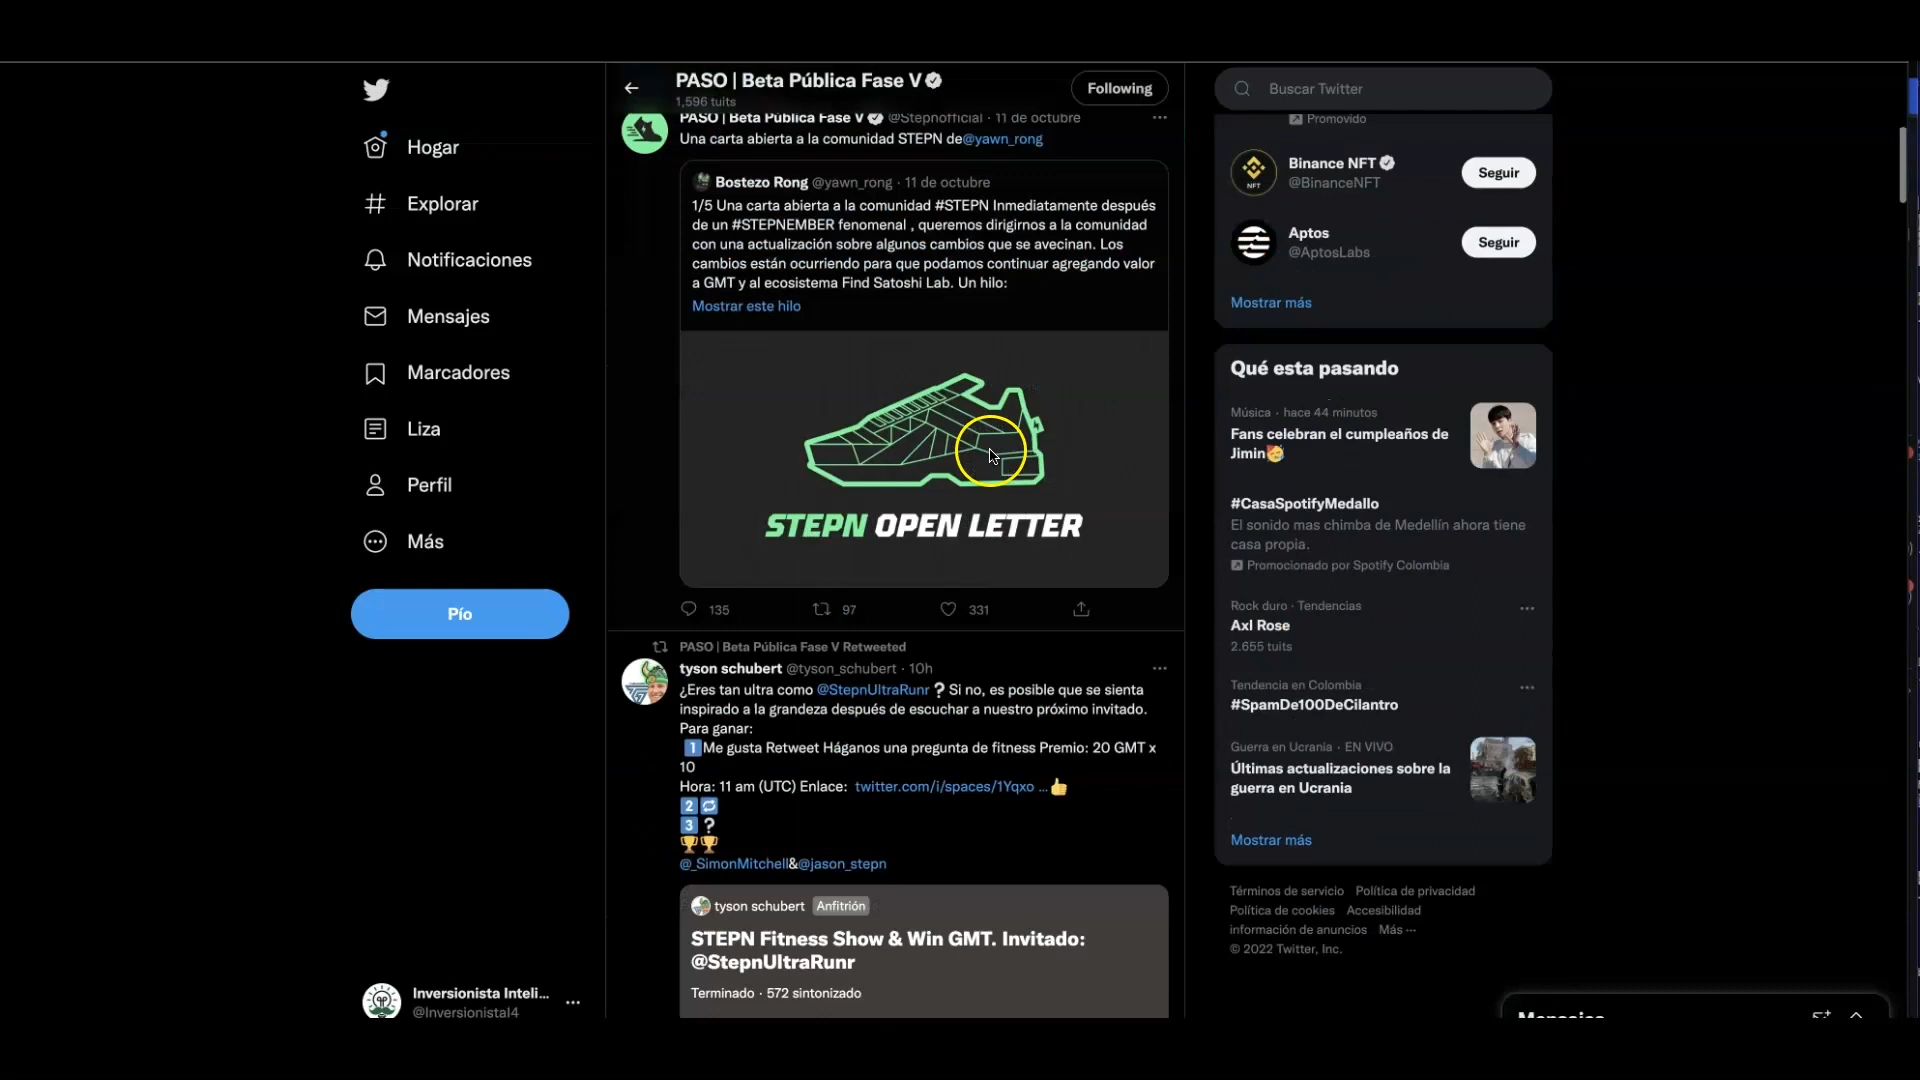 Hogar
Explorar
Notificaciones
Mensajes
Marcadores
Liza
Perfil
Más
Pío
Inversionista Inteli...
@Inversionistal4
PASO | Beta Pública Fase V
1,596 tuits
Following
PASO | Beta Pública Fase V @Stepnofficial · 11 de octubre
Una carta abierta a la comunidad STEPN de@yawn_rong
Bostezo Rong @yawn_rong · 11 de octubre
1/5 Una carta abierta a la comunidad #STEPN Inmediatamente después
de un #STEPNEMBER fenomenal , queremos dirigirnos a la comunidad
con una actualización sobre algunos cambios que se avecinan. Los
cambios están ocurriendo para que podamos continuar agregando valor
a GMT y al ecosistema Find Satoshi Lab. Un hilo:
Mostrar este hilo
STEPN OPEN LETTER
135 97 331
PASO | Beta Pública Fase V Retweeted
tyson schubert @tyson_schubert · 10h
¿Eres tan ultra como @StepnUltraRunr ❓ Si no, es posible que se sienta
inspirado a la grandeza después de escuchar a nuestro próximo invitado.
Para ganar:
1️⃣Me gusta Retweet Háganos una pregunta de fitness Premio: 20 GMT x
10
Hora: 11 am (UTC) Enlace: twitter.com/i/spaces/1Yqxo ... 👍
2️⃣🔁
3️⃣❓
🏆🏆
@_SimonMitchell&@jason_stepn
tyson schubert Anfitrión
STEPN Fitness Show & Win GMT. Invitado:
@StepnUltraRunr
Terminado · 572 sintonizado
Buscar Twitter
Promovido
Binance NFT
@BinanceNFT
Seguir
NFT
Aptos
@AptosLabs
Seguir
Mostrar más
Qué esta pasando
Música · hace 44 minutos
Fans celebran el cumpleaños de
Jimin🥳
#CasaSpotifyMedallo
El sonido mas chimba de Medellín ahora tiene
casa propia.
Promocionado por Spotify Colombia
Rock duro · Tendencias
Axl Rose
2.655 tuits
Tendencia en Colombia
#SpamDe100DeCilantro
Guerra en Ucrania · EN VIVO
Últimas actualizaciones sobre la
guerra en Ucrania
Mostrar más
Términos de servicio Política de privacidad
Política de cookies Accesibilidad
información de anuncios Más ···
© 2022 Twitter, Inc.
Mensajes